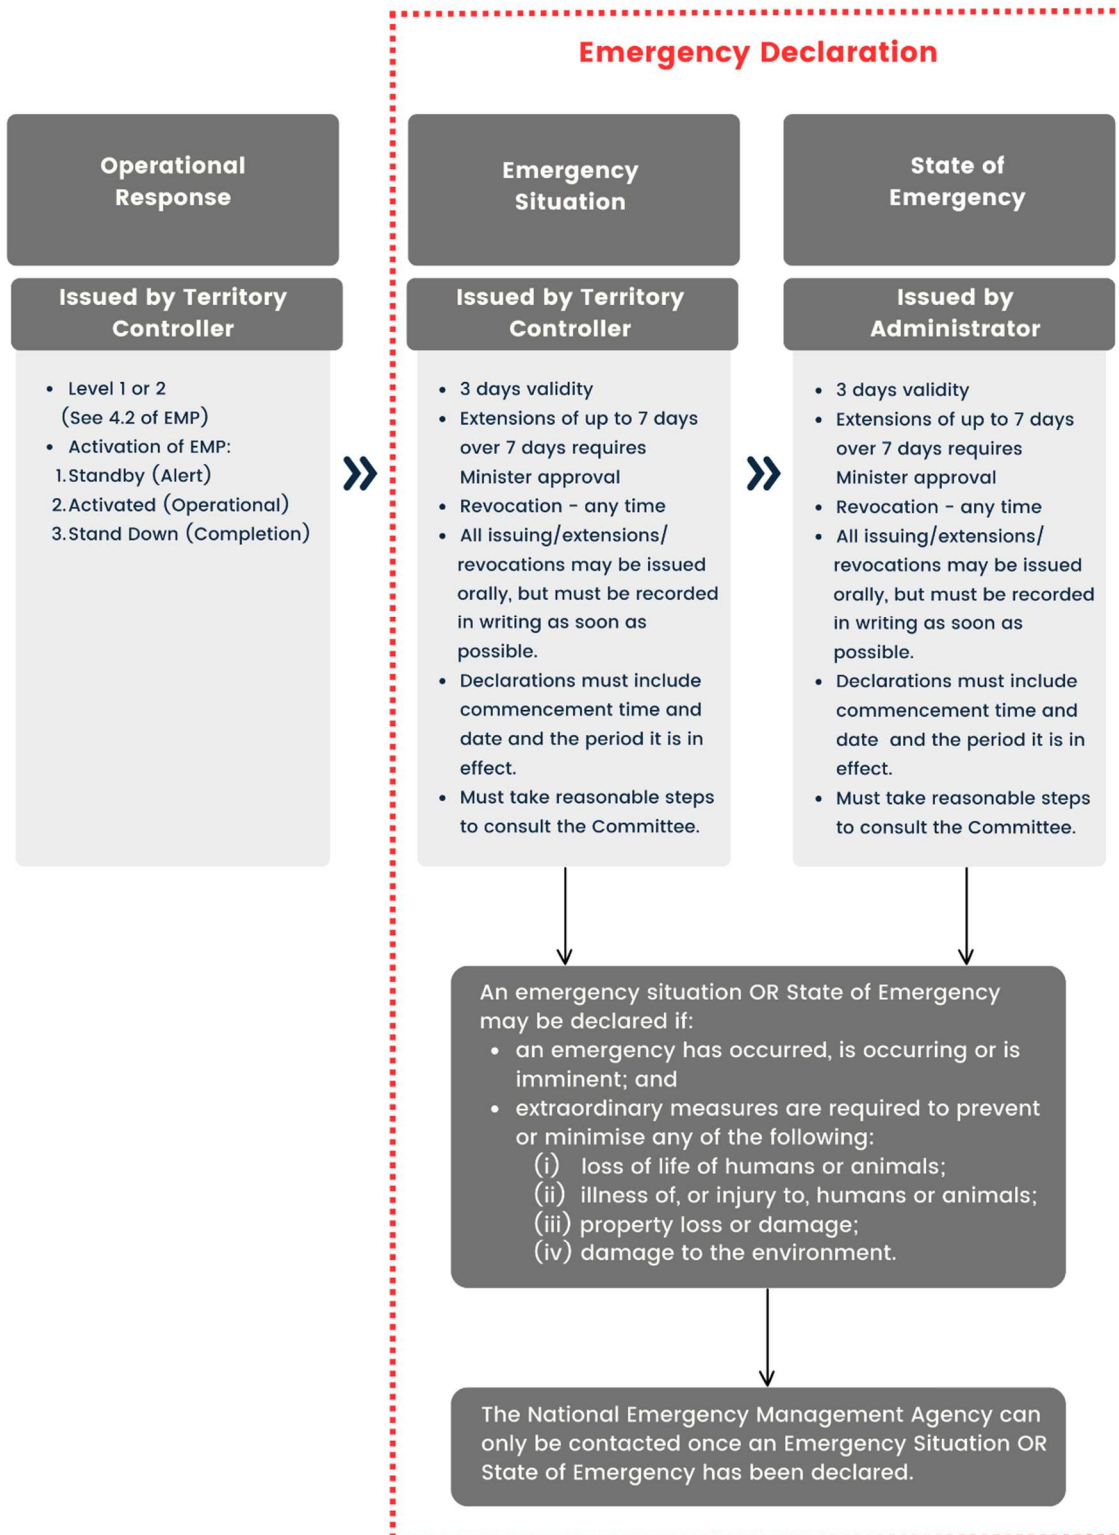 Emergency Declaration
Operational
Response
Issued by Territory
Controller
• Level 1 or 2
(See 4.2 of EMP)
• Activation of EMP:
1. Standby (Alert)
2. Activated (Operational)
3. Stand Down (Completion)
Emergency
Situation
Issued by Territory
Controller
• 3 days validity
• Extensions of up to 7 days
over 7 days requires
Minister approval
• Revocation - any time
• All issuing/extensions/
revocations may be issued
orally, but must be recorded
in writing as soon as
possible.
• Declarations must include
commencement time and
date and the period it is in
effect.
• Must take reasonable steps
to consult the Committee.
State of
Emergency
Issued by
Administrator
• 3 days validity
• Extensions of up to 7 days
over 7 days requires
Minister approval
• Revocation - any time
• All issuing/extensions/
revocations may be issued
orally, but must be recorded
in writing as soon as
possible.
• Declarations must include
commencement time and
date and the period it is in
effect.
• Must take reasonable steps
to consult the Committee.
An emergency situation OR State of Emergency
may be declared if:
• an emergency has occurred, is occurring or is
imminent; and
• extraordinary measures are required to prevent
or minimise any of the following:
(i) loss of life of humans or animals;
(ii) illness of, or injury to, humans or animals;
(iii) property loss or damage;
(iv) damage to the environment.
The National Emergency Management Agency can
only be contacted once an Emergency Situation OR
State of Emergency has been declared.